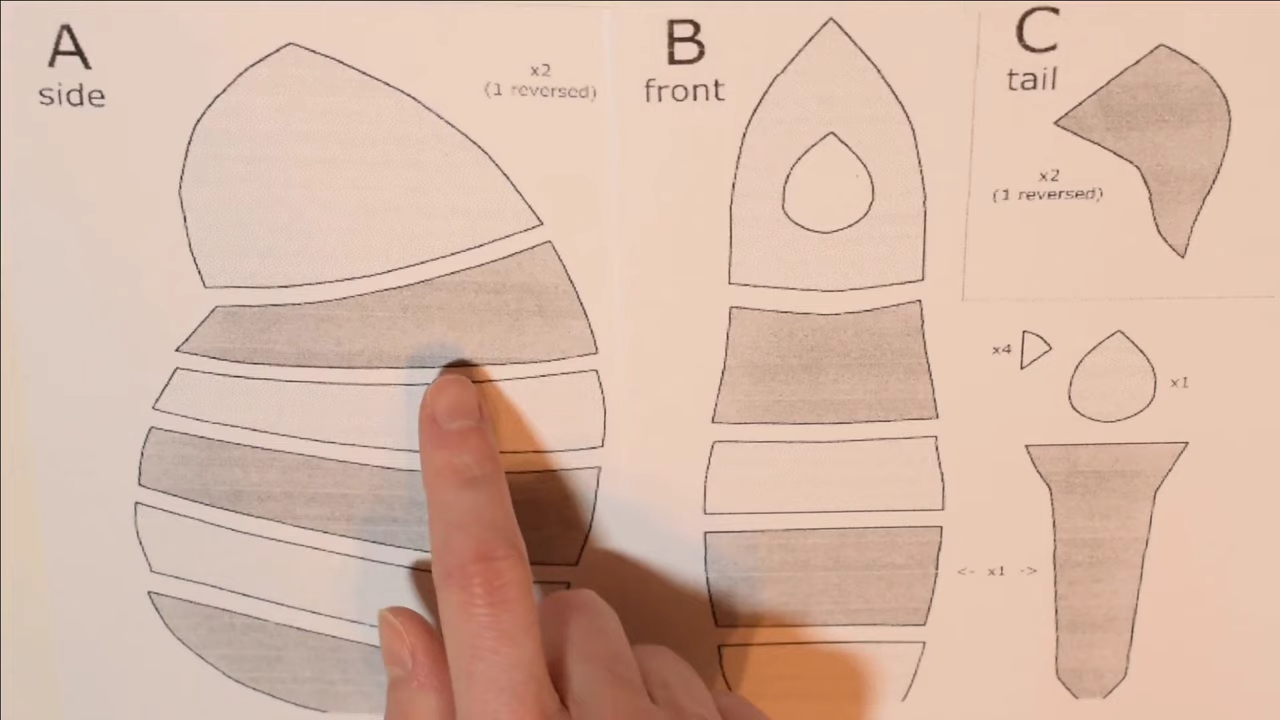 A
side
x2
(1 reversed)
B
front
C
tail
x2
(1 reversed)
x4
x1
<- x1 ->